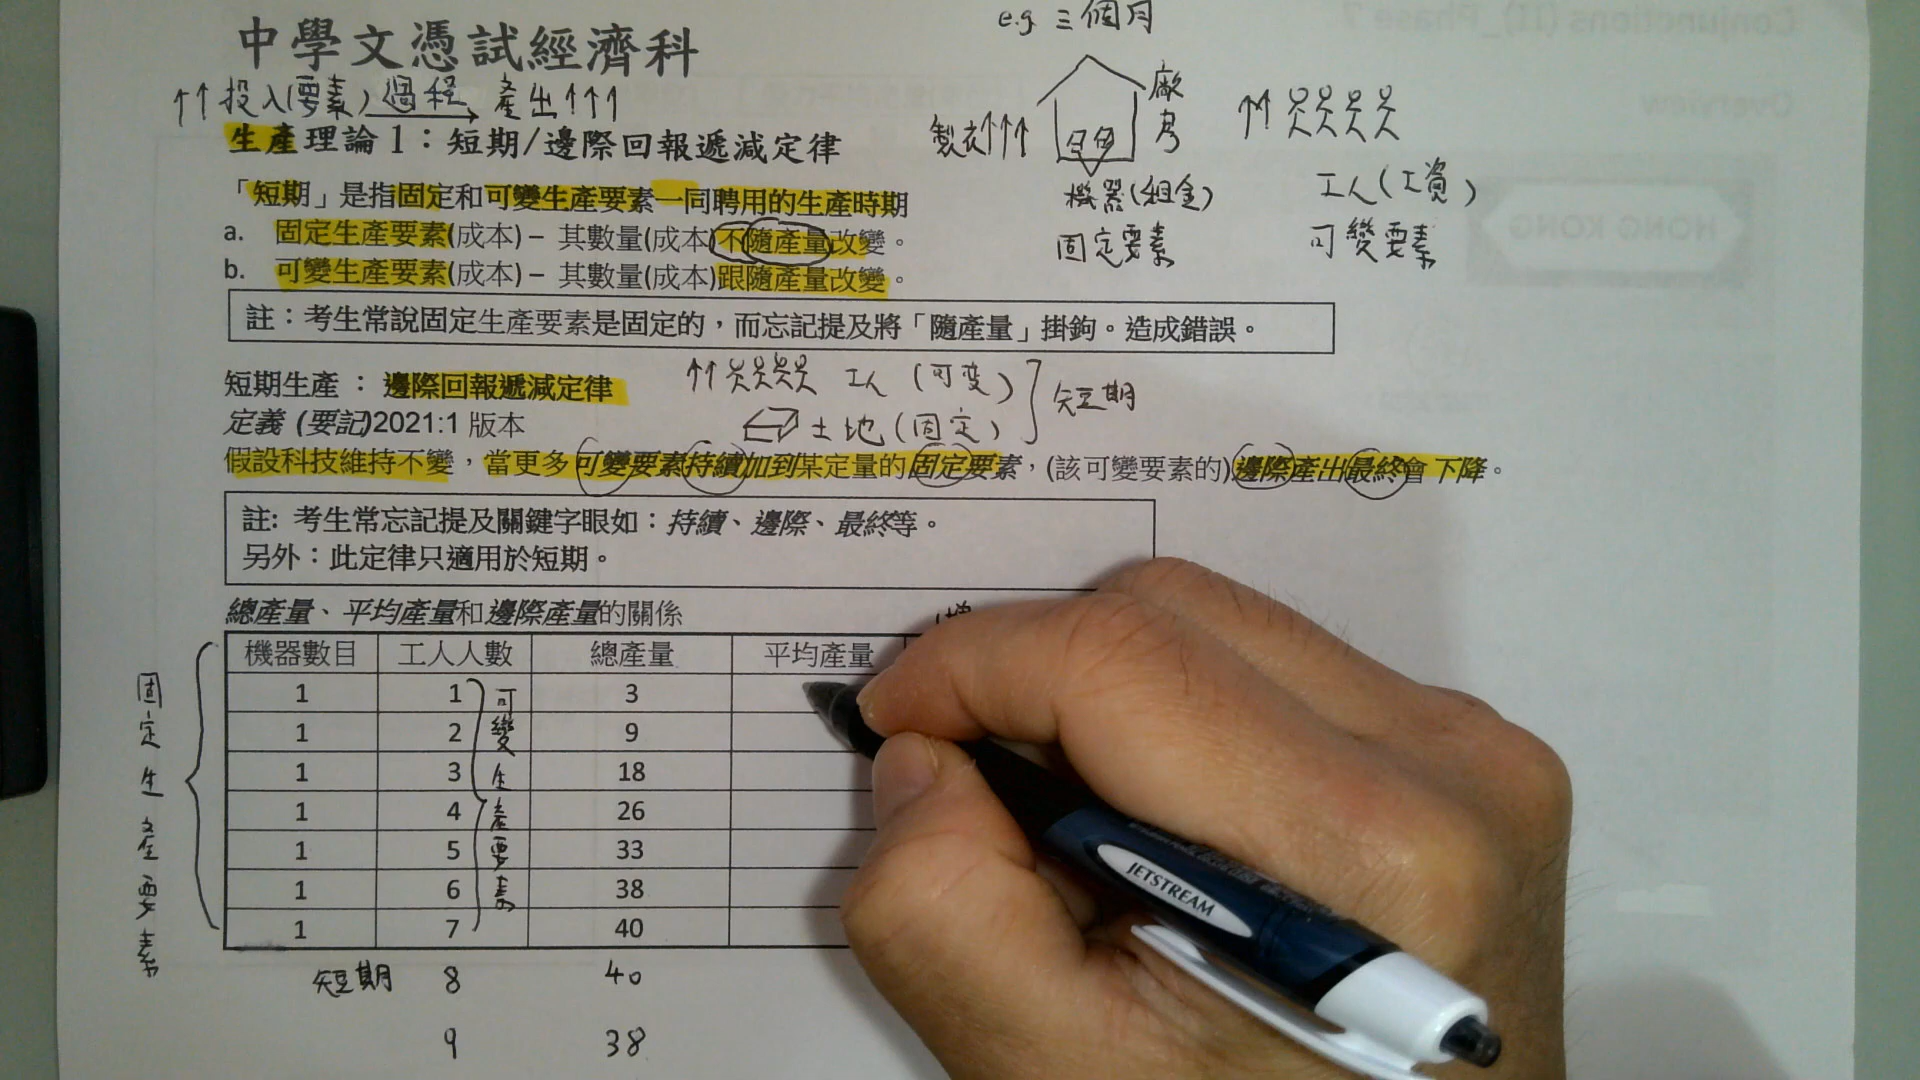 e.g. 三個月
中學文憑試經濟科
↑↑投入(要素) 過程 → 產出↑↑↑
生產理論 1：短期/邊際回報遞減定律
製衣↑↑↑
廠房
↑↑
機器(租金)
工人(工資)
固定要素
可變要素
「短期」是指固定和可變生產要素一同聘用的生產時期
a. 固定生產要素(成本) – 其數量(成本)不隨產量改變。
b. 可變生產要素(成本) – 其數量(成本)跟隨產量改變。
註：考生常說固定生產要素是固定的，而忘記提及將「隨產量」掛鉤。造成錯誤。
↑↑ 工人 (可变)
土地(固定)
短期
短期生產 ： 邊際回報遞減定律
定義 (要記)2021:1 版本
假設科技維持不變，當更多可變要素持續加到某定量的固定要素，(該可變要素的)邊際產出最終會下降。
註: 考生常忘記提及關鍵字眼如：持續、邊際、最終等。
另外：此定律只適用於短期。
總產量、平均產量和邊際產量的關係
機器數目 工人人數 總產量 平均產量
1 1 3
1 2 9
1 3 18
1 4 26
1 5 33
1 6 38
1 7 40
固定生產要素
可變生產要素
短期 8 40
9 38
JETSTREAM